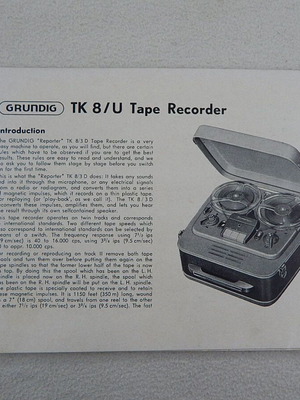 GRUNDIG TK 8/U Tape Recorder
Introduction
The GRUNDIG "Reporter" TK 8/3 D Tape Recorder is a very
easy machine to operate, as you will find, but there are certain
rules which have to be observed if you are to get the best
results. These rules are easy to read and understand, and we
ask you to follow them stage by stage before you switch
on for the first time.
This is what the "Reporter" TK 8/3D does: It takes any sounds
fed into it through the microphone, or any electrical signals
from a radio or radiogram, and converts them into a series
of magnetic impulses, which it records on a thin plastic tape.
For replaying (or 'play-back', as we call it), the TK 8/3 D
reconverts these impulses, amplifies them, and lets you hear
the result through its own selfcontained speaker.
This tape recorder operates on twin tracks and corresponds
to international standards. Two different tape speeds which
also correspond to international standards can be selected by
means of a switch. The frequency response using 7½ ips
(19 cm/sec) is 40 to 16.000 cps, using 3¾ ips (9.5 cm/sec)
40 to appr. 10.000 cps.
After recording or reproducing on track II remove both tape
spools and turn them over before putting them again on the
tape spindles so that the former lower half of the tape is now
on top. By doing this the spool which has been on the L. H.
spindle is placed now on the R. H. spindle, the spool which
has been on the R. H. spindle will be put on the L. H. spindle.
The plastic tape is specially coated to receive and to retain
these magnetic impulses. It is 1150 feet (350 m) long, wound
on a 7" (18 cm) spool, and travels from one reel to the other
at either 7½ ips (19 cm/sec) or 3¾ ips (9.5 cm/sec). The fast